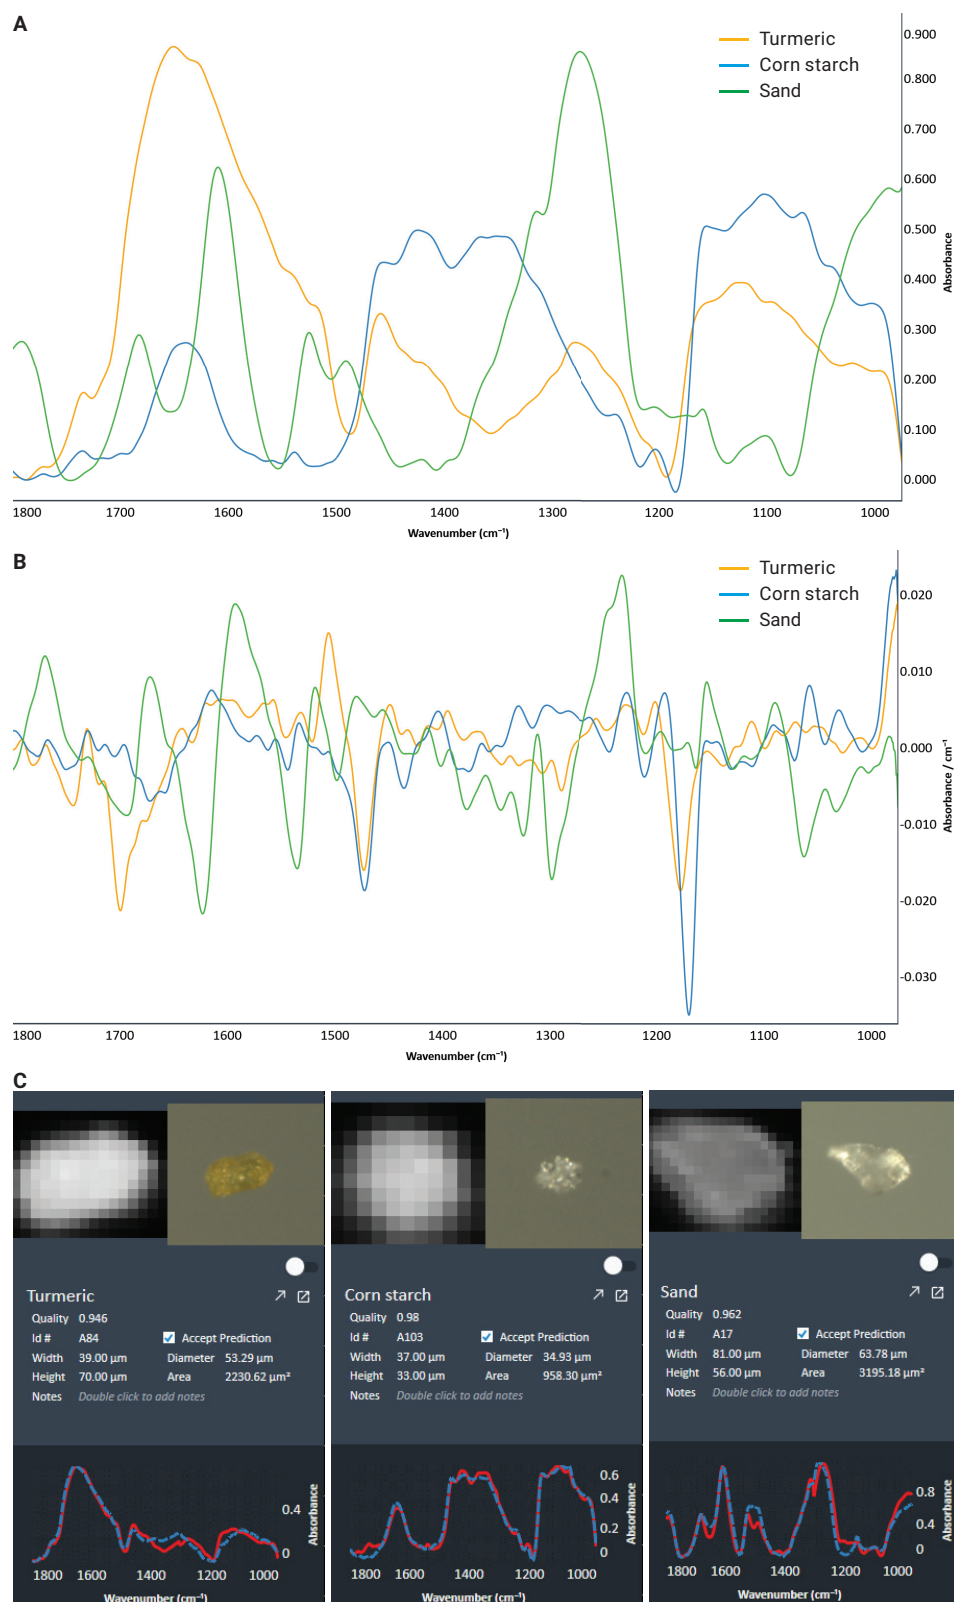 A
Turmeric
Corn starch
Sand
0.900
0.800
0.700
0.600
0.500
0.400
0.300
0.200
0.100
0.000
Absorbance
1800 1700 1600 1500 1400 1300 1200 1100 1000
Wavenumber (cm⁻¹)
B
Turmeric
Corn starch
Sand
0.020
0.010
0.000
-0.010
-0.020
-0.030
Absorbance / cm⁻¹
1800 1700 1600 1500 1400 1300 1200 1100 1000
Wavenumber (cm⁻¹)
C
Turmeric
Quality 0.946
Id # A84 Accept Prediction
Width 39.00 µm Diameter 53.29 µm
Height 70.00 µm Area 2230.62 µm²
Notes Double click to add notes
0.4
0
Absorbance
1800 1600 1400 1200 1000
Wavenumber (cm⁻¹)
Corn starch
Quality 0.98
Id # A103 Accept Prediction
Width 37.00 µm Diameter 34.93 µm
Height 33.00 µm Area 958.30 µm²
Notes Double click to add notes
0.6
0.4
0.2
0
Absorbance
1800 1600 1400 1200 1000
Wavenumber (cm⁻¹)
Sand
Quality 0.962
Id # A17 Accept Prediction
Width 81.00 µm Diameter 63.78 µm
Height 56.00 µm Area 3195.18 µm²
Notes Double click to add notes
0.8
0.4
0
Absorbance
1800 1600 1400 1200 1000
Wavenumber (cm⁻¹)